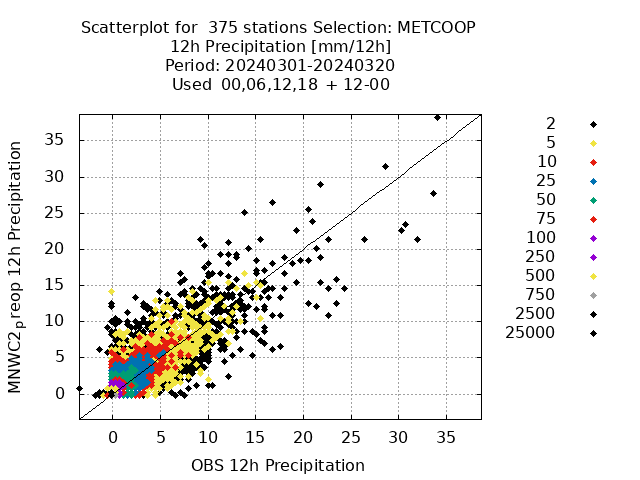 Scatterplot for  375 stations Selection: METCOOP
12h Precipitation [mm/12h]
Period: 20240301-20240320
Used  00,06,12,18  + 12-00
MNWC2_preop 12h Precipitation
35
30
25
20
15
10
5
0
0 5 10 15 20 25 30 35
OBS 12h Precipitation
2
5
10
25
50
75
100
250
500
750
2500
25000